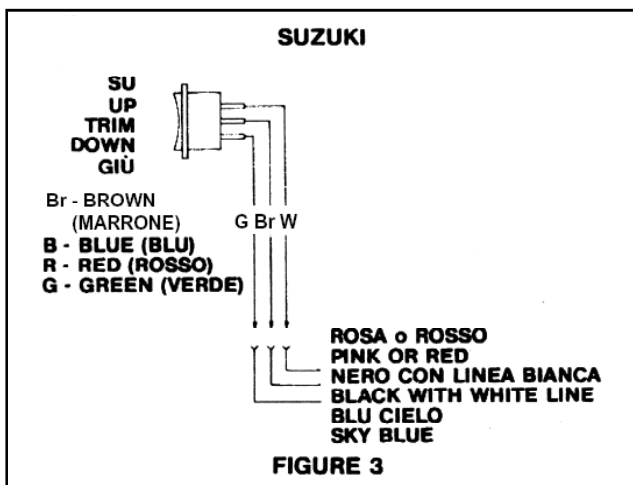 SUZUKI
SU
UP
TRIM
DOWN
GIÙ
Br - BROWN
(MARRONE)
B - BLUE (BLU)
R - RED (ROSSO)
G - GREEN (VERDE)
G Br W
ROSA o ROSSO
PINK OR RED
NERO CON LINEA BIANCA
BLACK WITH WHITE LINE
BLU CIELO
SKY BLUE
FIGURE 3